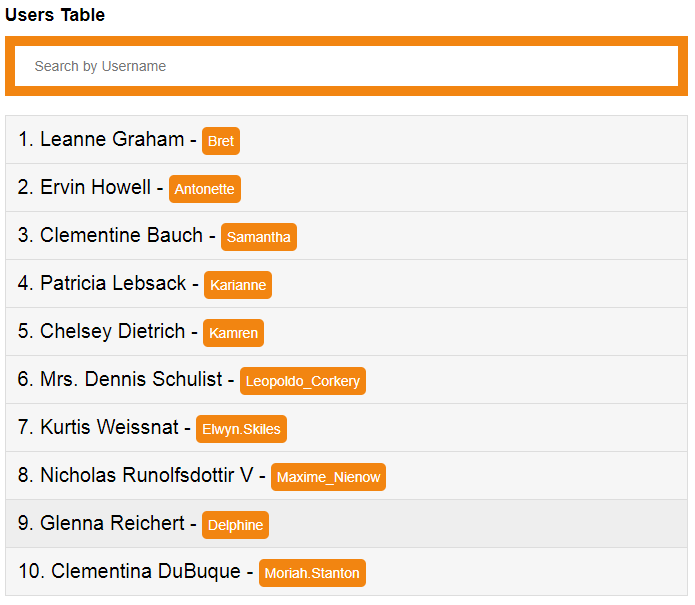 Users Table
Search by Username
1. Leanne Graham - Bret
2. Ervin Howell - Antonette
3. Clementine Bauch - Samantha
4. Patricia Lebsack - Karianne
5. Chelsey Dietrich - Kamren
6. Mrs. Dennis Schulist - Leopoldo_Corkery
7. Kurtis Weissnat - Elwyn.Skiles
8. Nicholas Runolfsdottir V - Maxime_Nienow
9. Glenna Reichert - Delphine
10. Clementina DuBuque - Moriah.Stanton